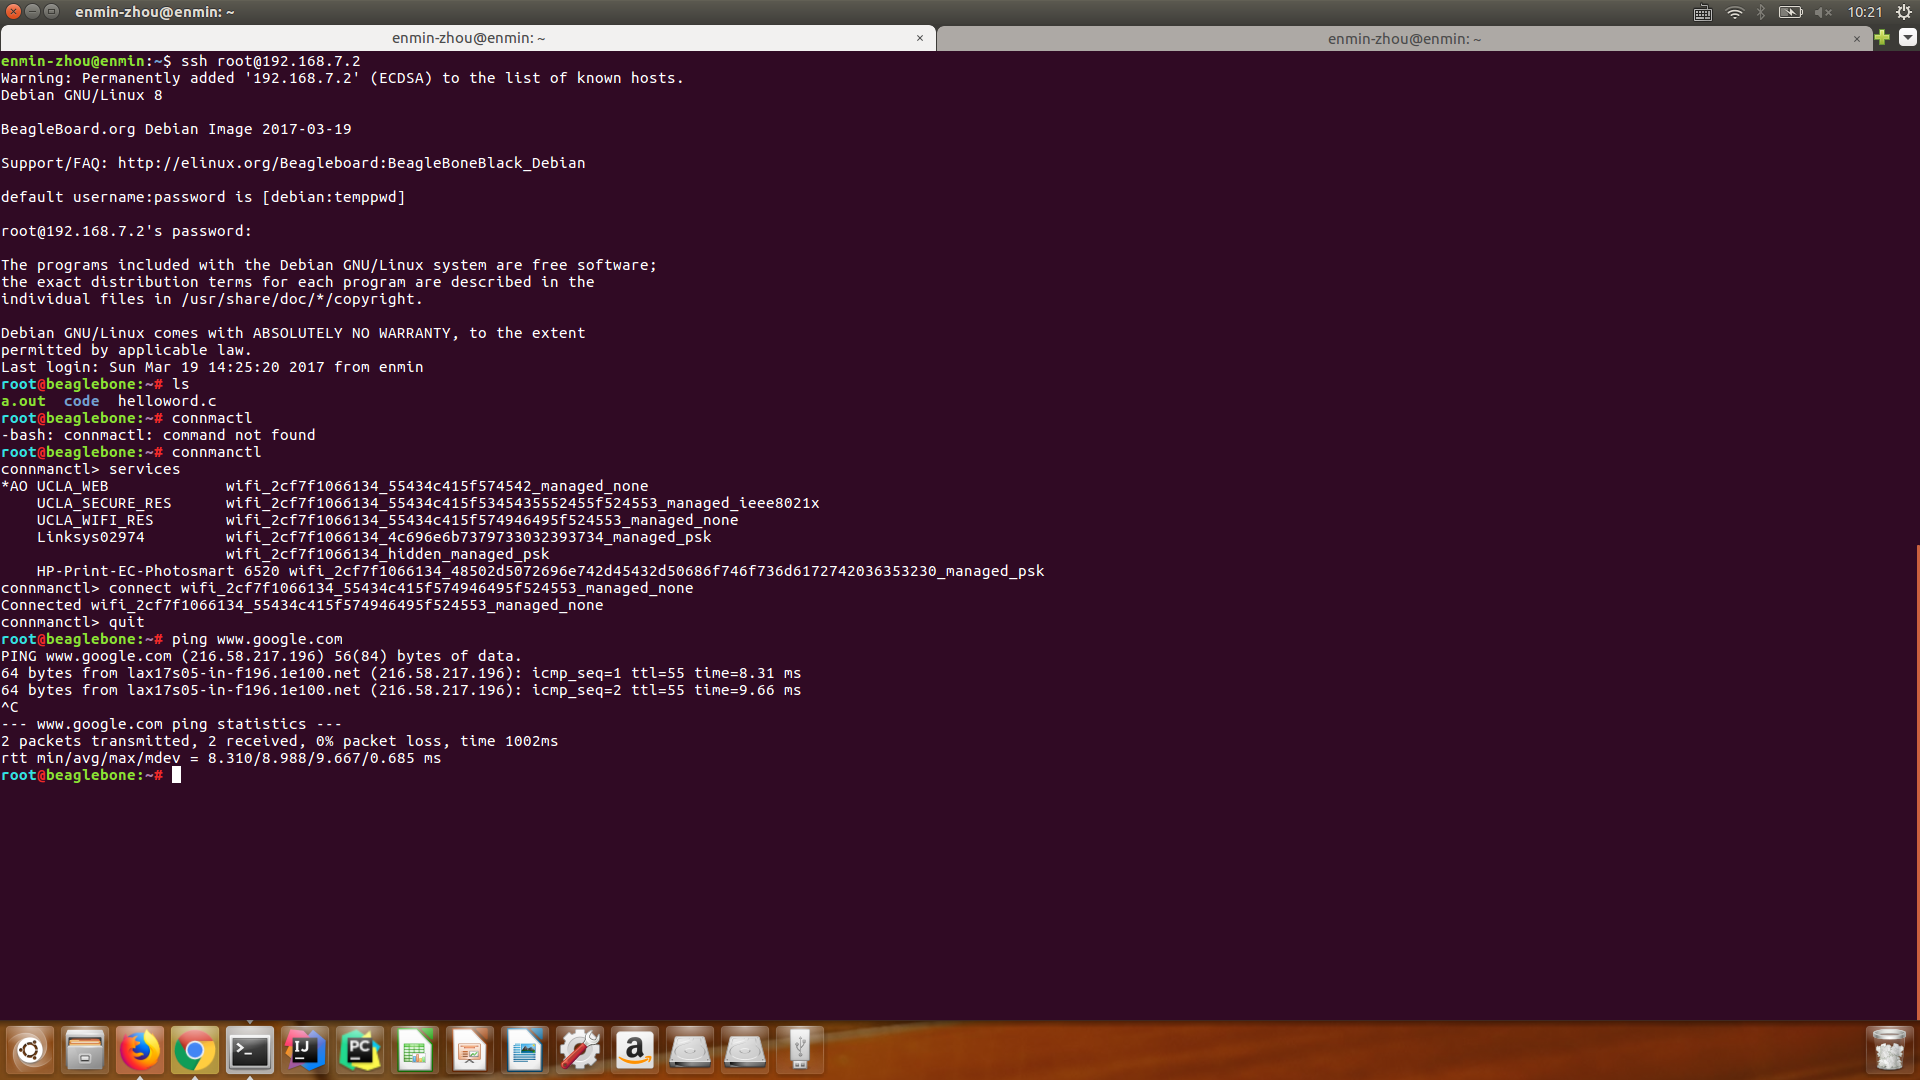 enmin-zhou@enmin: ~
10:21
enmin-zhou@enmin: ~ ×
enmin-zhou@enmin: ~ ×
enmin-zhou@enmin:~$ ssh root@192.168.7.2
Warning: Permanently added '192.168.7.2' (ECDSA) to the list of known hosts.
Debian GNU/Linux 8
BeagleBoard.org Debian Image 2017-03-19
Support/FAQ: http://elinux.org/Beagleboard:BeagleBoneBlack_Debian
default username:password is [debian:temppwd]
root@192.168.7.2's password:
The programs included with the Debian GNU/Linux system are free software;
the exact distribution terms for each program are described in the
individual files in /usr/share/doc/*/copyright.
Debian GNU/Linux comes with ABSOLUTELY NO WARRANTY, to the extent
permitted by applicable law.
Last login: Sun Mar 19 14:25:20 2017 from enmin
root@beaglebone:~# ls
a.out  code  helloword.c
root@beaglebone:~# connmactl
-bash: connmactl: command not found
root@beaglebone:~# connmanctl
connmanctl> services
*AO UCLA_WEB             wifi_2cf7f1066134_55434c415f574542_managed_none
    UCLA_SECURE_RES      wifi_2cf7f1066134_55434c415f5345435552455f524553_managed_ieee8021x
    UCLA_WIFI_RES        wifi_2cf7f1066134_55434c415f574946495f524553_managed_none
    Linksys02974         wifi_2cf7f1066134_4c696e6b7379733032393734_managed_psk
                         wifi_2cf7f1066134_hidden_managed_psk
    HP-Print-EC-Photosmart 6520 wifi_2cf7f1066134_48502d5072696e742d45432d50686f746f736d6172742036353230_managed_psk
connmanctl> connect wifi_2cf7f1066134_55434c415f574946495f524553_managed_none
Connected wifi_2cf7f1066134_55434c415f574946495f524553_managed_none
connmanctl> quit
root@beaglebone:~# ping www.google.com
PING www.google.com (216.58.217.196) 56(84) bytes of data.
64 bytes from lax17s05-in-f196.1e100.net (216.58.217.196): icmp_seq=1 ttl=55 time=8.31 ms
64 bytes from lax17s05-in-f196.1e100.net (216.58.217.196): icmp_seq=2 ttl=55 time=9.66 ms
^C
--- www.google.com ping statistics ---
2 packets transmitted, 2 received, 0% packet loss, time 1002ms
rtt min/avg/max/mdev = 8.310/8.988/9.667/0.685 ms
root@beaglebone:~#
>_ IJ PC a